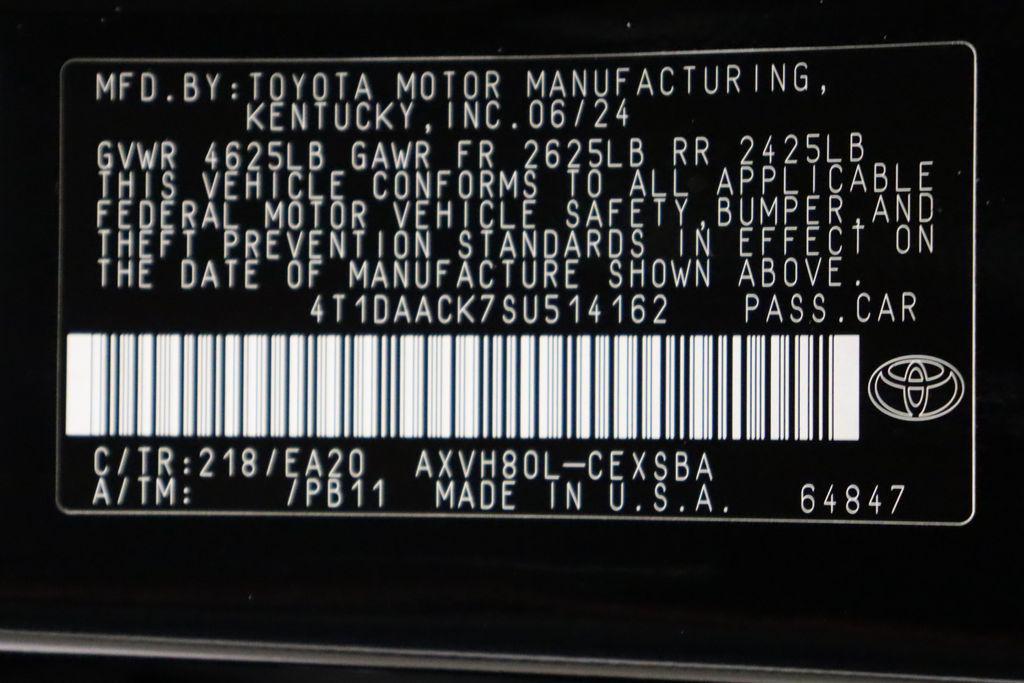 MFD.BY:TOYOTA MOTOR MANUFACTURING,
KENTUCKY,INC.06/24
GVWR 4625LB GAWR FR 2625LB RR 2425LB
THIS VEHICLE CONFORMS TO ALL APPLICABLE
FEDERAL MOTOR VEHICLE SAFETY,BUMPER,AND
THEFT PREVENTION STANDARDS IN EFFECT ON
THE DATE OF MANUFACTURE SHOWN ABOVE.
4T1DAACK7SU514162 PASS.CAR
C/TR:218/EA20 AXVH80L-CEXSBA
A/TM: /PB11 MADE IN U.S.A. 64847